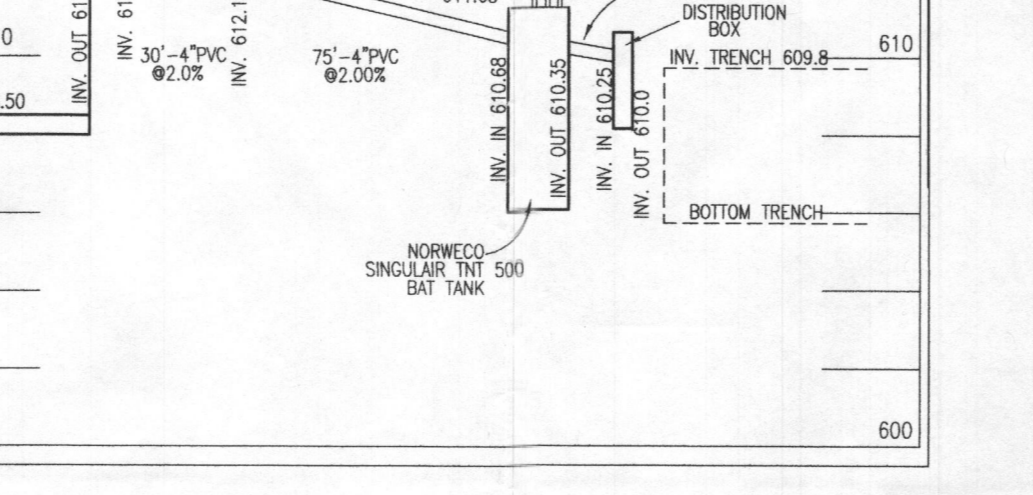 DISTRIBUTION
BOX
0
INV. OUT 61
INV. 61
30'-4"PVC
@2.0%
INV. 612.1
75'-4"PVC
@2.00%
INV. IN 610.68
INV. OUT 610.35
INV. IN 610.25
INV. OUT 610.0
INV. TRENCH 609.8
610
.50
BOTTOM TRENCH
NORWECO
SINGULAIR TNT 500
BAT TANK
600